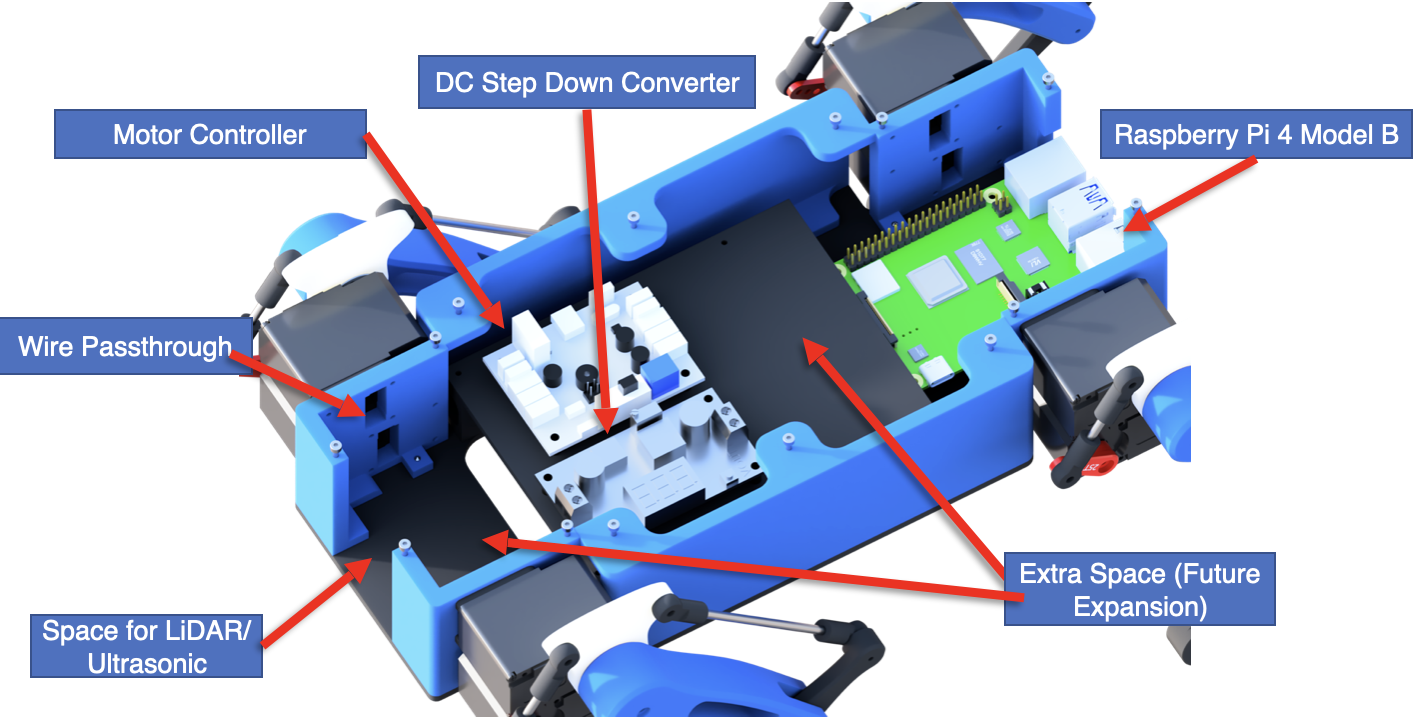 DC Step Down Converter
Motor Controller
Raspberry Pi 4 Model B
Wire Passthrough
Extra Space (Future
Expansion)
Space for LiDAR/
Ultrasonic